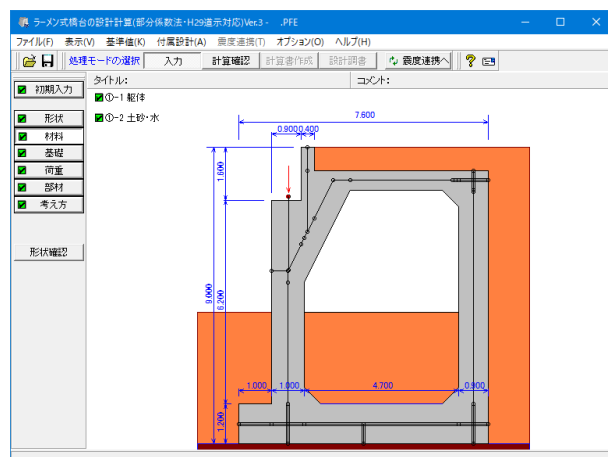 ラーメン式橋台の設計計算(部分係数法・H29道示対応)Ver.3 - .PFE
ファイル(F) 表示(V) 基準値(K) 付属設計(A) 震度連携(T) オプション(O) ヘルプ(H)
処理モードの選択 入力 計算確認 計算書作成 設計調書 震度連携へ
タイトル: コメント:
初期入力
①-1 躯体
形状
①-2 土砂・水
材料
基礎
荷重
部材
考え方
形状確認
7.600
0.900 0.400
1.600
9.000
6.200
1.000 1.000 4.700 0.900
1.200